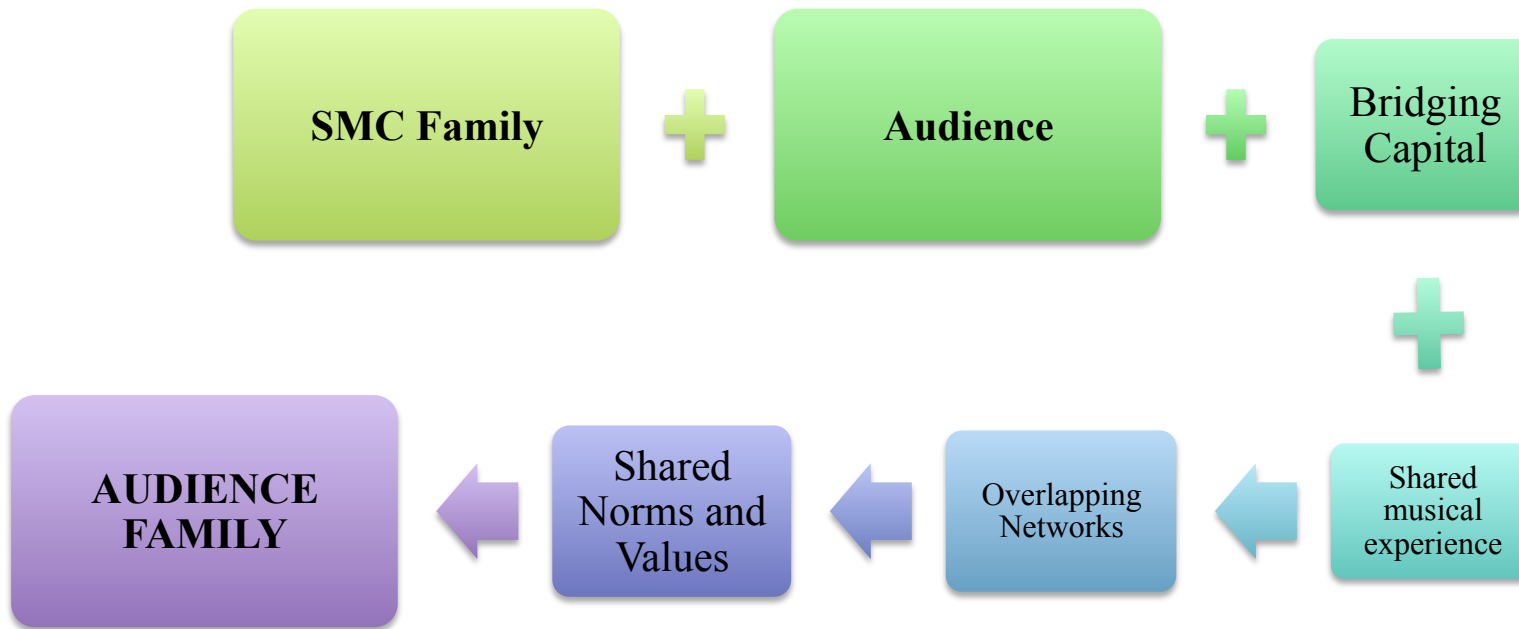 SMC Family
Audience
Bridging
Capital
Shared
musical
experience
Overlapping
Networks
Shared
Norms and
Values
AUDIENCE
FAMILY